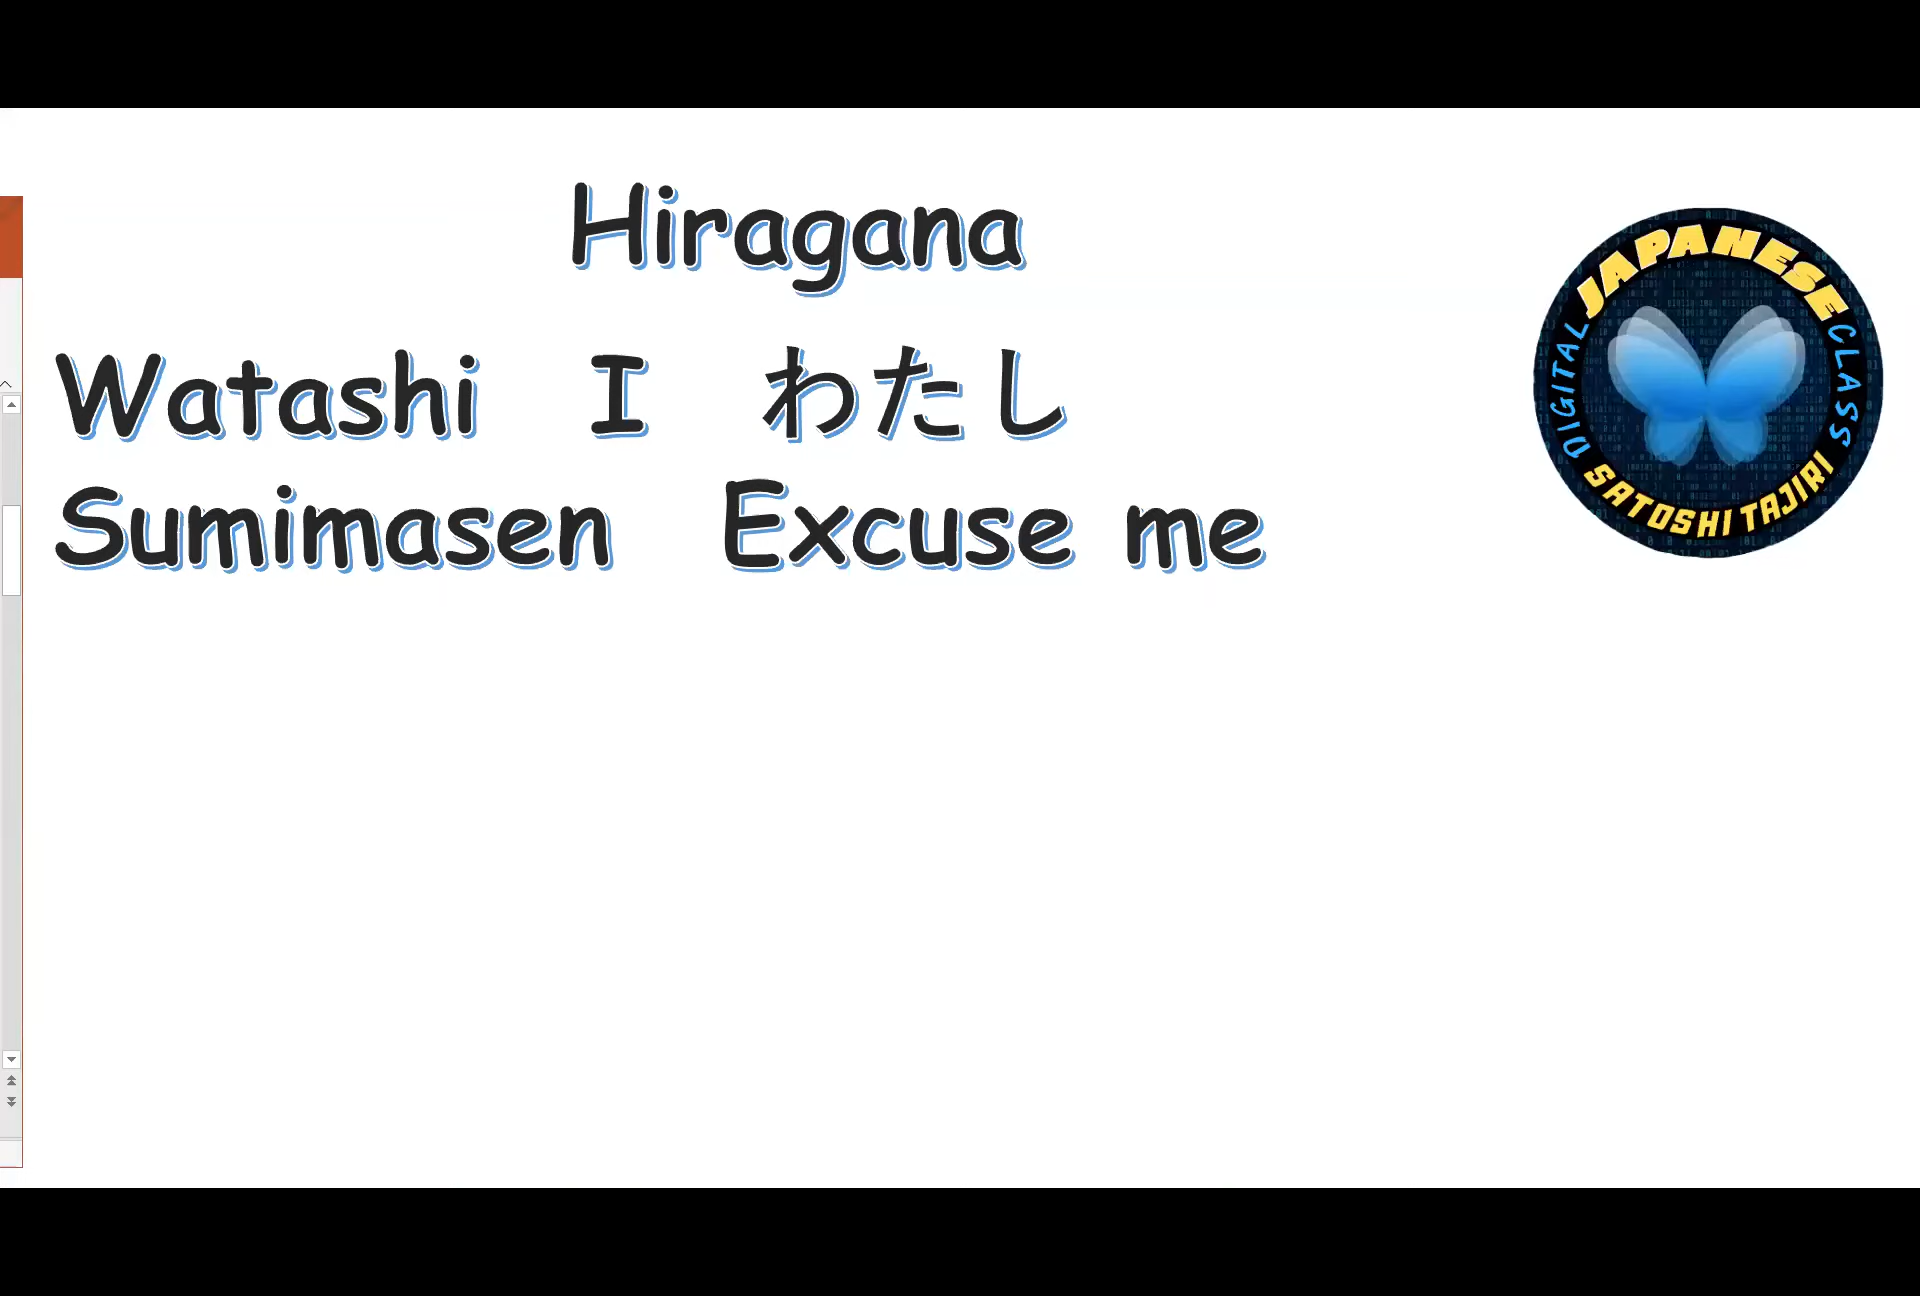 Hiragana
Watashi I わたし
Sumimasen Excuse me
DIGITAL JAPANESE CLASS
SATOSHI TAJIRI